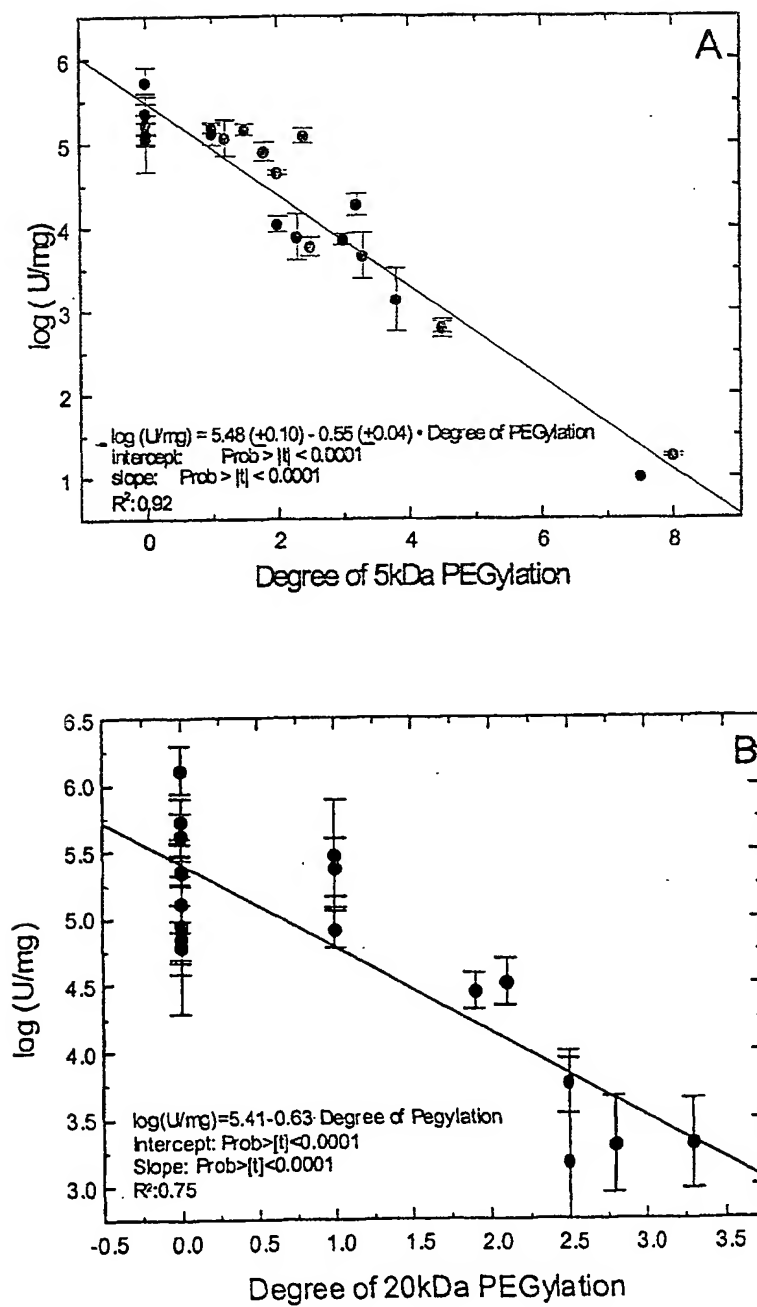 A
6
5
4
3
2
1
log ( U/mg)
log (U/mg) = 5.48 (±0.10) - 0.55 (±0.04) • Degree of PEGylation
intercept: Prob > |t| < 0.0001
slope: Prob > |t| < 0.0001
R²: 0.92
0 2 4 6 8
Degree of 5kDa PEGylation
B
6.5
6.0
5.5
5.0
4.5
4.0
3.5
3.0
log (U/mg)
log(U/mg)=5.41-0.63· Degree of Pegylation
Intercept: Prob>[t]<0.0001
Slope: Prob>[t]<0.0001
R²:0.75
-0.5 0.0 0.5 1.0 1.5 2.0 2.5 3.0 3.5
Degree of 20kDa PEGylation